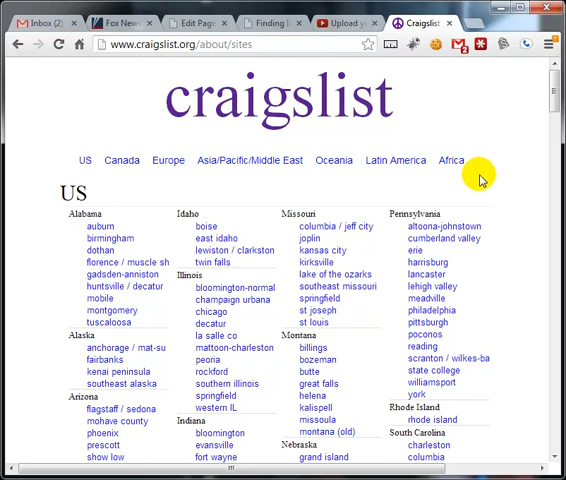 Inbox (2)
Fox News
Edit Page
Finding l
Upload y
Craigslist
www.craigslist.org/about/sites
2
craigslist
US Canada Europe Asia/Pacific/Middle East Oceania Latin America Africa
US
Alabama
auburn
birmingham
dothan
florence / muscle sh
gadsden-anniston
huntsville / decatur
mobile
montgomery
tuscaloosa
Alaska
anchorage / mat-su
fairbanks
kenai peninsula
southeast alaska
Arizona
flagstaff / sedona
mohave county
phoenix
prescott
show low
Idaho
boise
east idaho
lewiston / clarkston
twin falls
Illinois
bloomington-normal
champaign urbana
chicago
decatur
la salle co
mattoon-charleston
peoria
rockford
southern illinois
springfield
western IL
Indiana
bloomington
evansville
fort wayne
Missouri
columbia / jeff city
joplin
kansas city
kirksville
lake of the ozarks
southeast missouri
springfield
st joseph
st louis
Montana
billings
bozeman
butte
great falls
helena
kalispell
missoula
montana (old)
Nebraska
grand island
Pennsylvania
altoona-johnstown
cumberland valley
erie
harrisburg
lancaster
lehigh valley
meadville
philadelphia
pittsburgh
poconos
reading
scranton / wilkes-ba
state college
williamsport
york
Rhode Island
rhode island
South Carolina
charleston
columbia